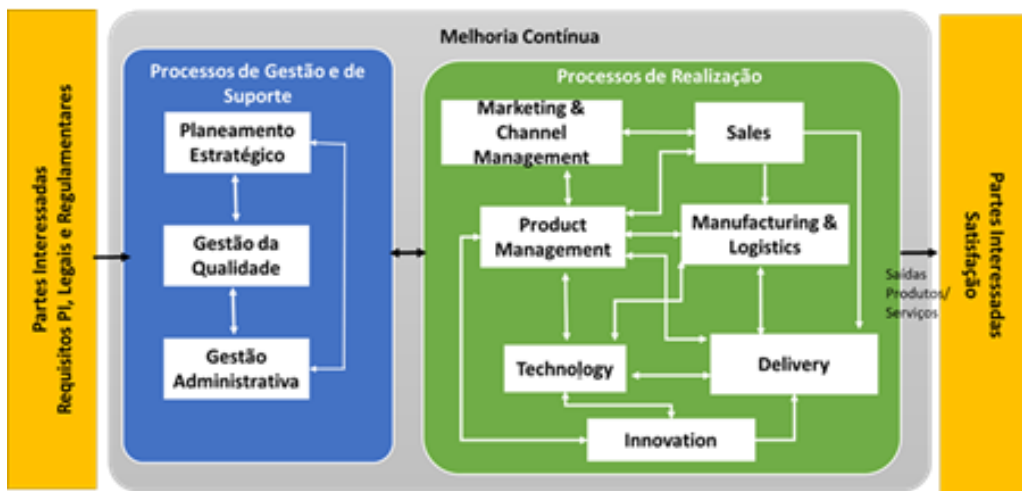 Partes Interessadas
Requisitos PI, Legais e Regulamentares
Melhoria Contínua
Processos de Gestão e de
Suporte
Planeamento
Estratégico
Gestão da
Qualidade
Gestão
Administrativa
Processos de Realização
Marketing &
Channel
Management
Sales
Product
Management
Manufacturing &
Logistics
Technology
Delivery
Innovation
Saídas
Produtos/
Serviços
Partes Interessadas
Satisfação